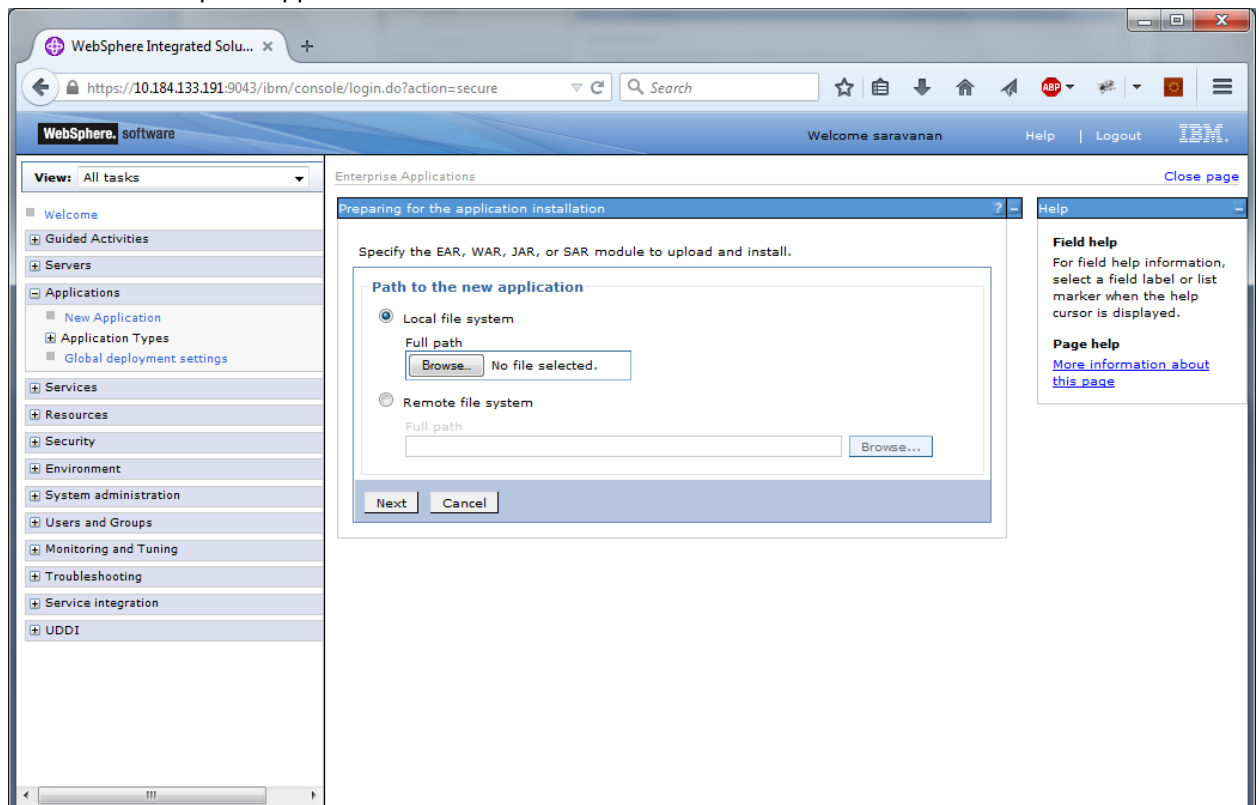 WebSphere Integrated Solu...
https://10.184.133.191:9043/ibm/console/login.do?action=secure
Search
ABP
WebSphere. software
Welcome saravanan
Help | Logout
IBM.
View: All tasks
Welcome
Guided Activities
Servers
Applications
New Application
Application Types
Global deployment settings
Services
Resources
Security
Environment
System administration
Users and Groups
Monitoring and Tuning
Troubleshooting
Service integration
UDDI
Enterprise Applications
Close page
Preparing for the application installation
? -
Specify the EAR, WAR, JAR, or SAR module to upload and install.
Path to the new application
Local file system
Full path
Browse... No file selected.
Remote file system
Full path
Browse...
Next Cancel
Help
Field help
For field help information,
select a field label or list
marker when the help
cursor is displayed.
Page help
More information about
this page